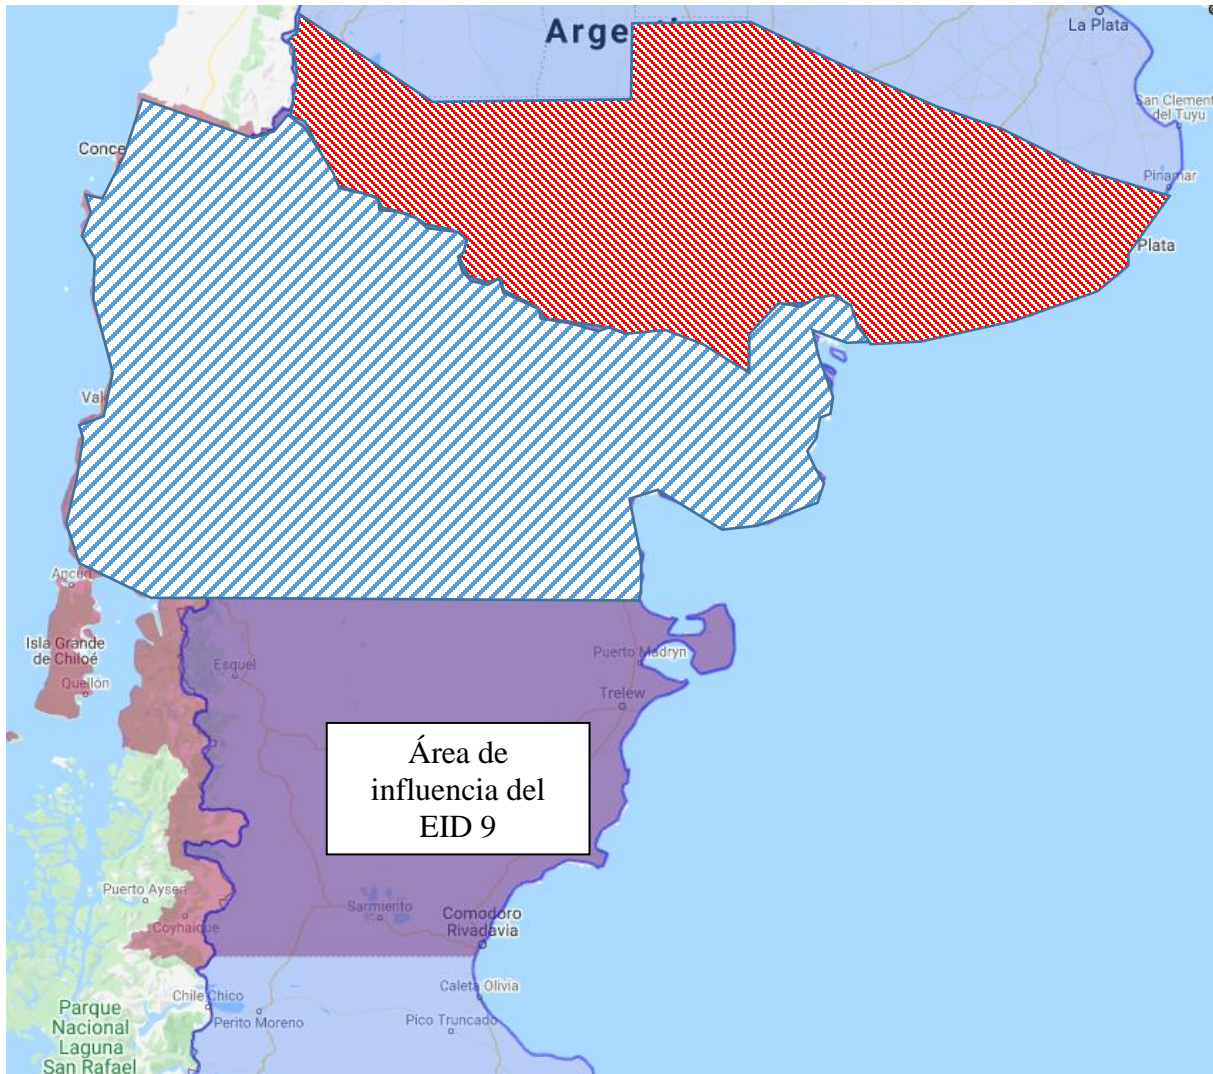 Arge
La Plata
San Clement
del Tuyu
Conce
Pinamar
Plata
Val
Ancud
Isla Grande
de Chiloé
Quellón
Esquel
Puerto Madryn
Trelew
Área de
influencia del
EID 9
Puerto Aysen
Coyhaique
Sarmiento
Comodoro
Rivadavia
Chile Chico
Perito Moreno
Caleta Olivia
Pico Truncado
Parque
Nacional
Laguna
San Rafael